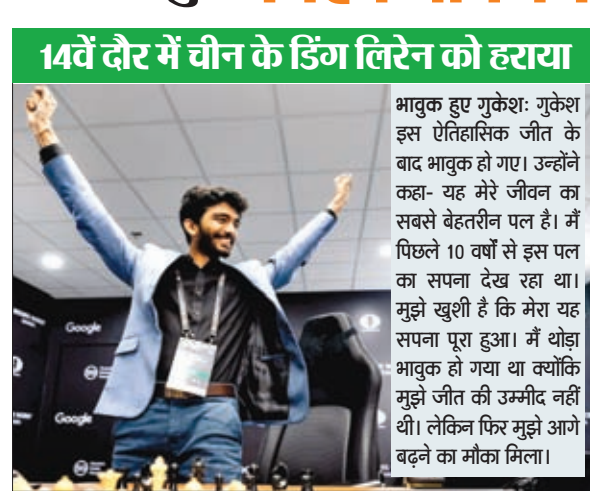 14वें दौर में चीन के डिंग लिरेन को हराया
भावुक हुए गुकेश: गुकेश
इस ऐतिहासिक जीत के
बाद भावुक हो गए। उन्होंने
कहा- यह मेरे जीवन का
सबसे बेहतरीन पल है। मैं
पिछले 10 वर्षों से इस पल
का सपना देख रहा था।
मुझे खुशी है कि मेरा यह
सपना पूरा हुआ। मैं थोड़ा
भावुक हो गया था क्योंकि
मुझे जीत की उम्मीद नहीं
थी। लेकिन फिर मुझे आगे
बढ़ने का मौका मिला।
Google
Google